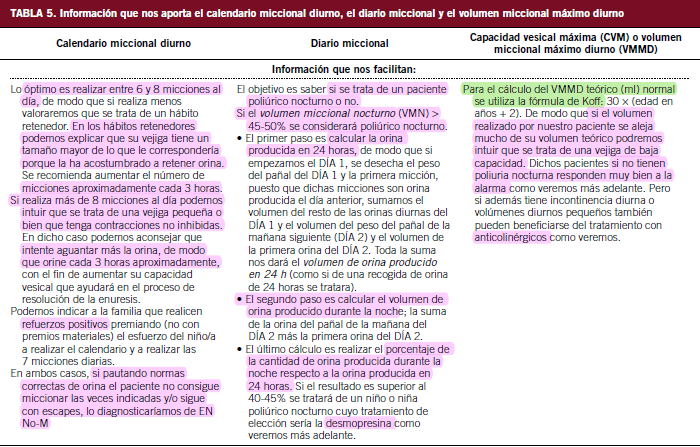 TABLA 5. Información que nos aporta el calendario miccional diurno, el diario miccional y el volumen miccional máximo diurno
Calendario miccional diurno
Diario miccional
Capacidad vesical máxima (CVM) o volumen
miccional máximo diurno (VMMD)
Información que nos facilitan:
Lo óptimo es realizar entre 6 y 8 micciones al
día, de modo que si realiza menos
valoraremos que se trata de un hábito
retenedor. En los hábitos retenedores
podemos explicar que su vejiga tiene un
tamaño mayor de lo que le correspondería
porque la ha acostumbrado a retener orina.
Se recomienda aumentar el número de
micciones aproximadamente cada 3 horas.
Si realiza más de 8 micciones al día podemos
intuir que se trata de una vejiga pequeña o
bien que tenga contracciones no inhibidas.
En dicho caso podemos aconsejar que
intente aguantar más la orina, de modo
que orine cada 3 horas aproximadamente,
con el fin de aumentar su capacidad
vesical que ayudará en el proceso de
resolución de la enuresis.
Podemos indicar a la familia que realicen
refuerzos positivos premiando (no con
premios materiales) el esfuerzo del niño/a
a realizar el calendario y a realizar las
7 micciones diarias.
En ambos casos, si pautando normas
correctas de orina el paciente no consigue
miccionar las veces indicadas y/o sigue
con escapes, lo diagnosticaríamos de EN
No-M
El objetivo es saber si se trata de un paciente
poliúrico nocturno o no.
Si el volumen miccional nocturno (VMN) >
45-50% se considerará poliúrico nocturno.
• El primer paso es calcular la orina
producida en 24 horas, de modo que si
empezamos el DÍA 1, se desecha el peso
del pañal del DÍA 1 y la primera micción,
puesto que dichas micciones son orina
producida el día anterior, sumamos el
volumen del resto de las orinas diurnas del
DÍA 1 y el volumen del peso del pañal de la
mañana siguiente (DÍA 2) y el volumen de
la primera orina del DÍA 2. Toda la suma
nos dará el volumen de orina producido
en 24 h (como si de una recogida de orina
de 24 horas se tratara).
• El segundo paso es calcular el volumen de
orina producido durante la noche; la suma
de la orina del pañal de la mañana del
DÍA 2 más la primera orina del DÍA 2.
• El último cálculo es realizar el porcentaje de
la cantidad de orina producida durante la
noche respecto a la orina producida en
24 horas. Si el resultado es superior al
40-45% se tratará de un niño o niña
poliúrico nocturno cuyo tratamiento de
elección sería la desmopresina como
veremos más adelante.
Para el cálculo del VMMD teórico (ml) normal
se utiliza la fórmula de Koff: 30 × (edad en
años + 2). De modo que si el volumen
realizado por nuestro paciente se aleja
mucho de su volumen teórico podremos
intuir que se trata de una vejiga de baja
capacidad. Dichos pacientes si no tienen
poliuria nocturna responden muy bien a la
alarma como veremos más adelante. Pero
si además tiene incontinencia diurna o
volúmenes diurnos pequeños también
pueden beneficiarse del tratamiento con
anticolinérgicos como veremos.